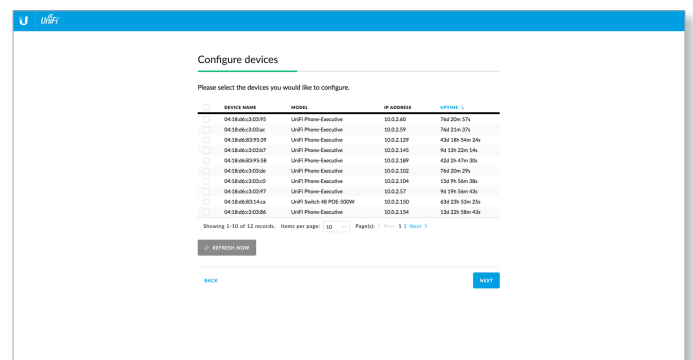 U UniFi
Configure devices
Please select the devices you would like to configure.
DEVICE NAME MODEL IP ADDRESS UPTIME ↓
04:18:d6:c3:03:95 UniFi Phone-Executive 10.0.2.60 76d 20m 57s
04:18:d6:c3:03:ac UniFi Phone-Executive 10.0.2.59 76d 21m 37s
04:18:d6:83:95:39 UniFi Phone-Executive 10.0.2.129 43d 18h 54m 24s
04:18:d6:c3:03:b7 UniFi Phone-Executive 10.0.2.145 9d 13h 22m 14s
04:18:d6:83:95:58 UniFi Phone-Executive 10.0.2.189 42d 2h 47m 30s
04:18:d6:c3:03:de UniFi Phone-Executive 10.0.2.102 76d 20m 29s
04:18:d6:c3:03:c0 UniFi Phone-Executive 10.0.2.104 15d 9h 56m 38s
04:18:d6:c3:03:97 UniFi Phone-Executive 10.0.2.57 9d 19h 56m 43s
04:18:d6:83:14:ca UniFi Switch 48 POE-500W 10.0.2.150 63d 23h 53m 25s
04:18:d6:c3:03:86 UniFi Phone-Executive 10.0.2.154 13d 22h 58m 43s
Showing 1-10 of 12 records. Items per page: 10 Page(s): < Prev 1 2 Next >
REFRESH NOW
BACK NEXT